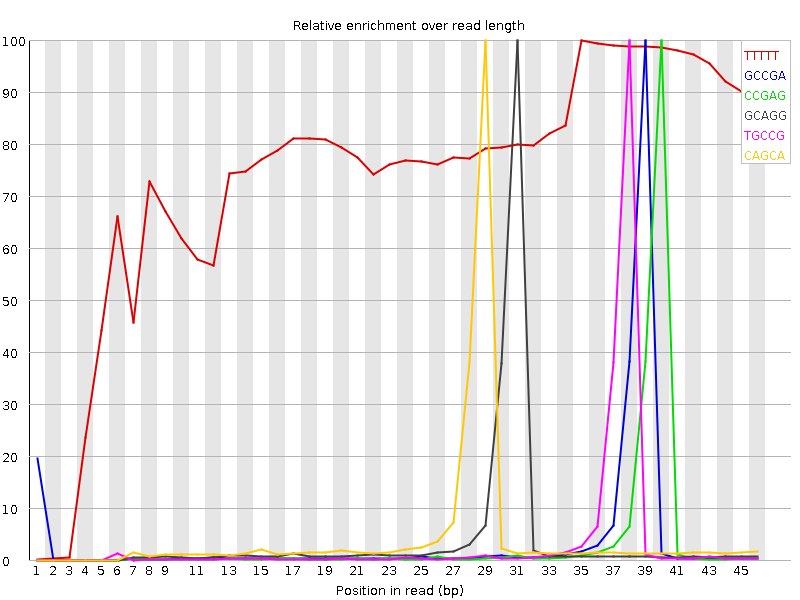 Relative enrichment over read length
100
90
80
70
60
50
40
30
20
10
0
TTTTT
GCCGA
CCGAG
GCAGG
TGCCG
CAGCA
1 2 3 4 5 6 7 8 9 11 13 15 17 19 21 23 25 27 29 31 33 35 37 39 41 43 45
Position in read (bp)